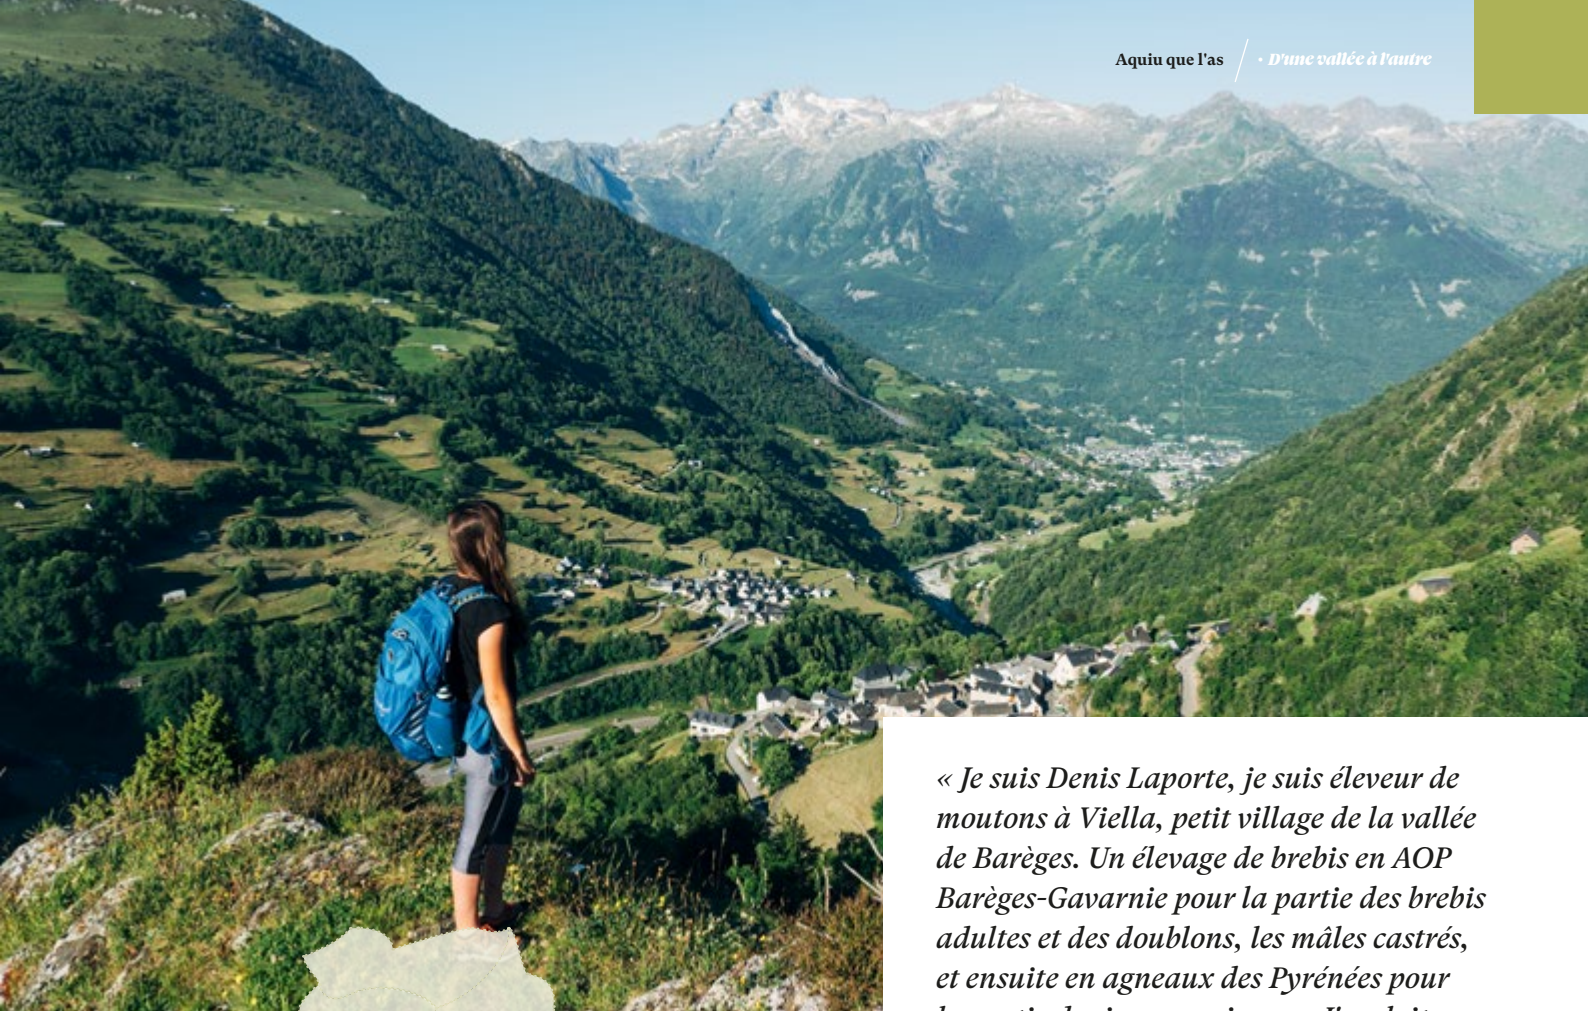 Aquiu que l'as / • D'une vallée à l'autre
« Je suis Denis Laporte, je suis éleveur de
moutons à Viella, petit village de la vallée
de Barèges. Un élevage de brebis en AOP
Barèges-Gavarnie pour la partie des brebis
adultes et des doublons, les mâles castrés,
et ensuite en agneaux des Pyrénées pour